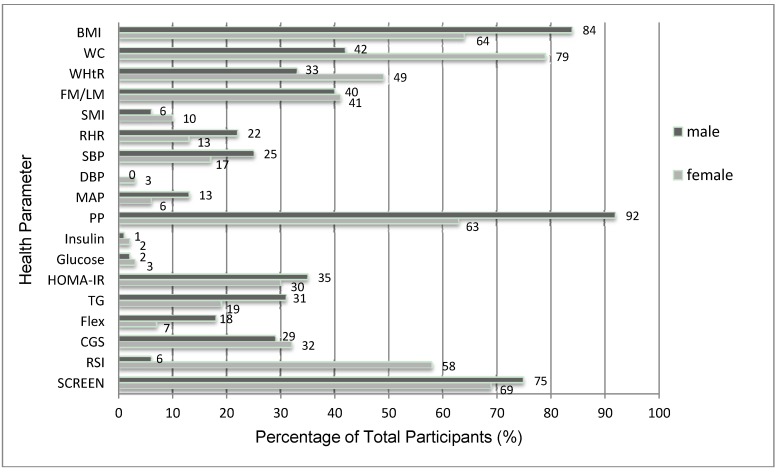 Health Parameter
BMI 84 64
WC 42 79
WHtR 33 49
FM/LM 40 41
SMI 6 10
RHR 22 13
SBP 25 17
DBP 0 3
MAP 13 6
PP 92 63
Insulin 1 2
Glucose 2 3
HOMA-IR 35 30
TG 31 19
Flex 18 7
CGS 29 32
RSI 6 58
SCREEN 75 69
0 10 20 30 40 50 60 70 80 90 100
Percentage of Total Participants (%)
male
female